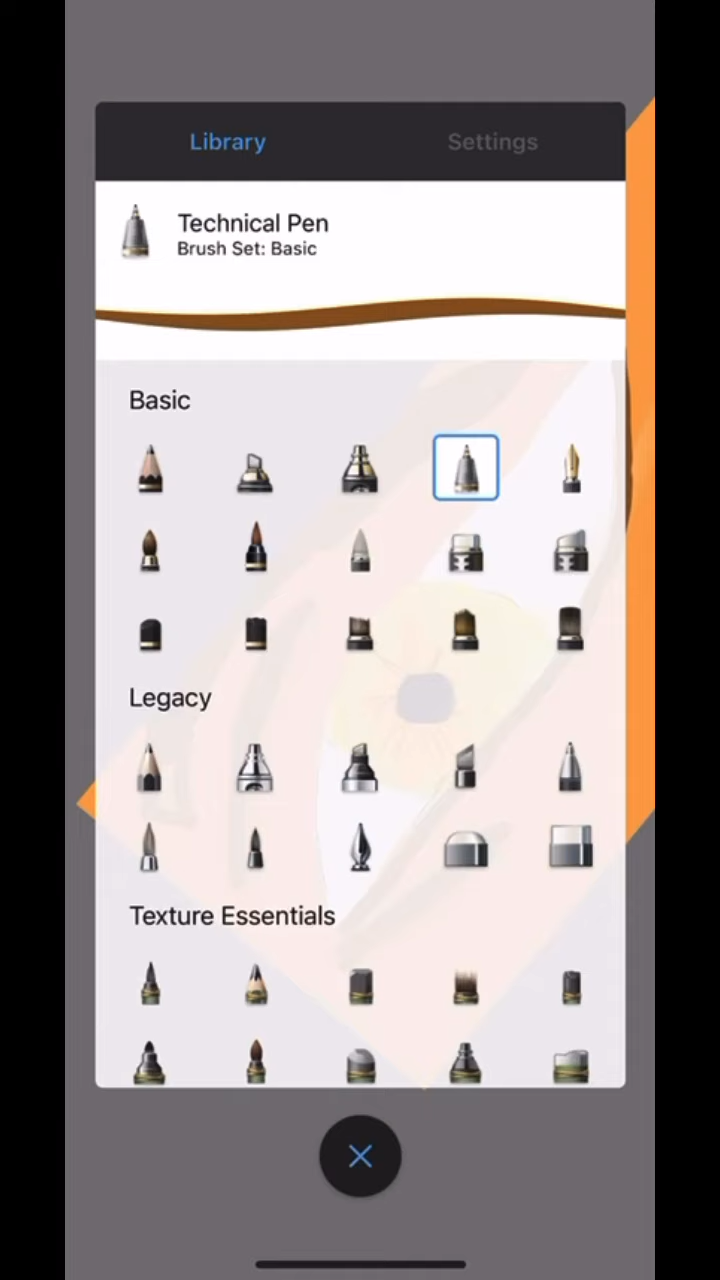 Library
Settings
Technical Pen
Brush Set: Basic
Basic
Legacy
Texture Essentials